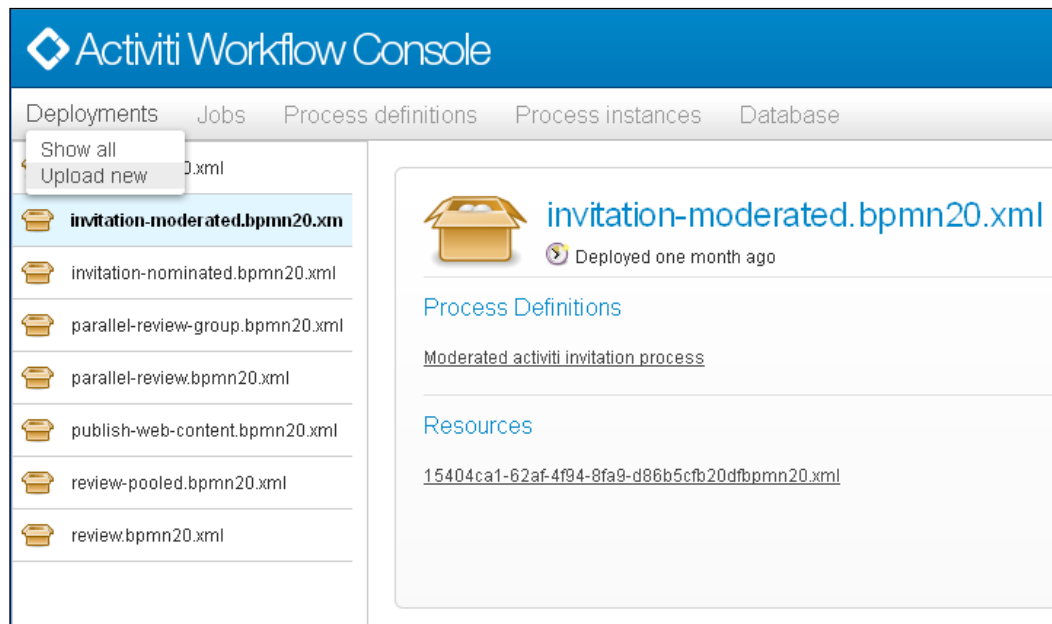 Activiti Workflow Console
Deployments Jobs Process definitions Process instances Database
Show all
Upload new
0.xml
invitation-moderated.bpmn20.xm
invitation-nominated.bpmn20.xml
parallel-review-group.bpmn20.xml
parallel-review.bpmn20.xml
publish-web-content.bpmn20.xml
review-pooled.bpmn20.xml
review.bpmn20.xml
invitation-moderated.bpmn20.xml
Deployed one month ago
Process Definitions
Moderated activiti invitation process
Resources
15404ca1-62af-4f94-8fa9-d86b5cfb20dfbpmn20.xml